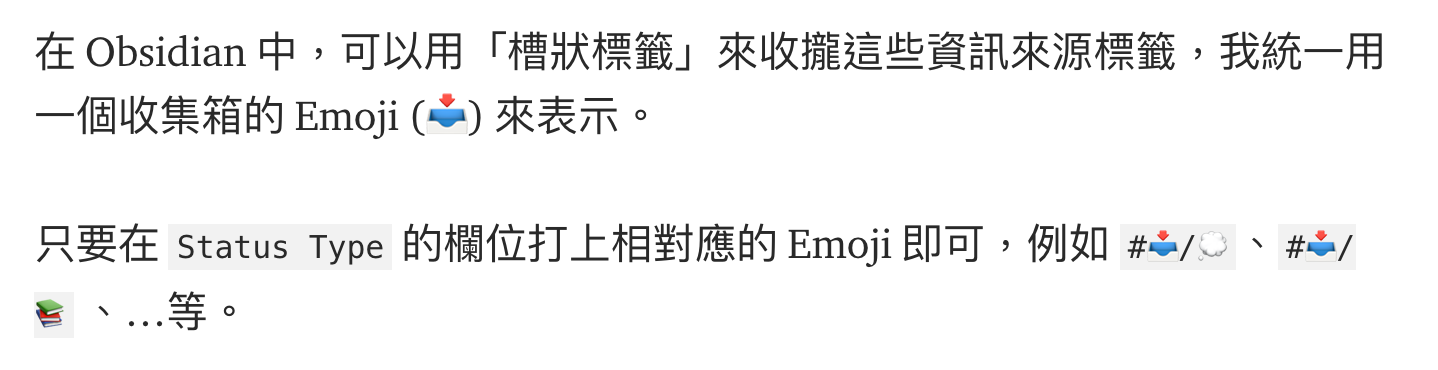 在 Obsidian 中，可以用「槽狀標籤」來收攏這些資訊來源標籤，我統一用
一個收集箱的 Emoji (📥) 來表示。
只要在 Status Type 的欄位打上相對應的 Emoji 即可，例如 #📥/💭 、 #📥/
📚 、…等。